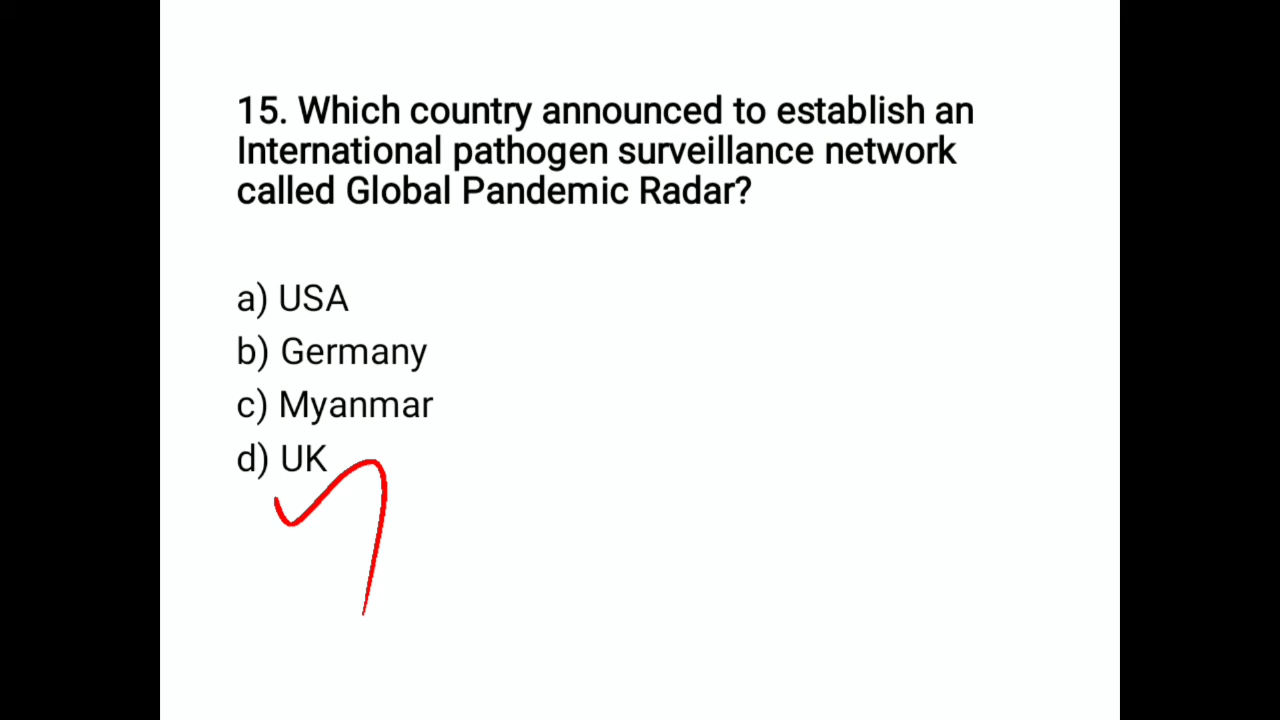 15. Which country announced to establish an
International pathogen surveillance network
called Global Pandemic Radar?
a) USA
b) Germany
c) Myanmar
d) UK